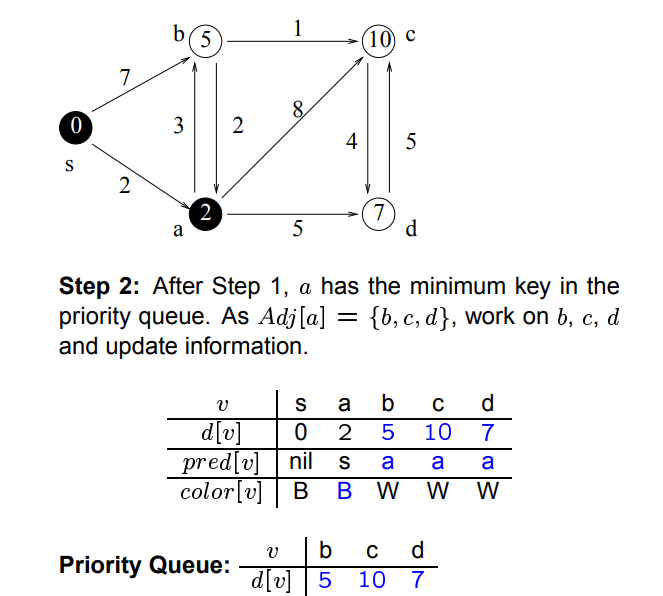 b 5 1 10 c
7
8
0 3 2 4 5
s
2
2 7
a 5 d
Step 2: After Step 1, a has the minimum key in the
priority queue. As Adj[a] = {b, c, d}, work on b, c, d
and update information.
v s a b c d
d[v] 0 2 5 10 7
pred[v] nil s a a a
color[v] B B W W W
v b c d
Priority Queue:
d[v] 5 10 7